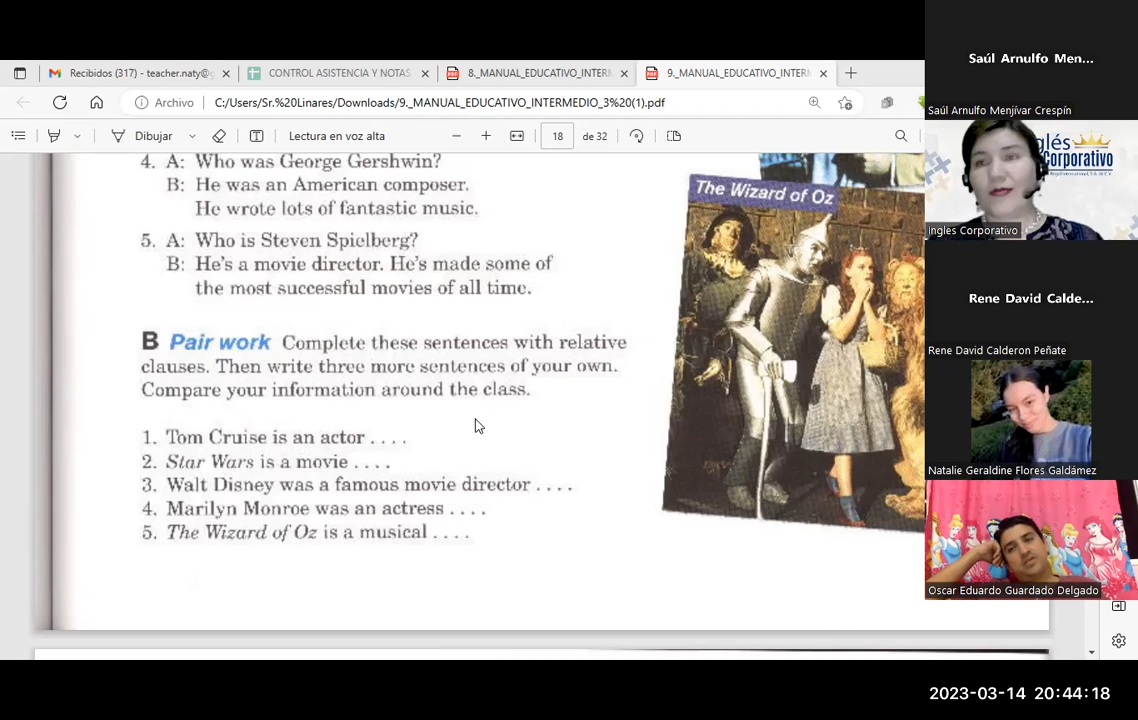 Recibidos (317) - teacher.naty@g
CONTROL ASISTENCIA Y NOTAS
8._MANUAL_EDUCATIVO_INTERM
9._MANUAL_EDUCATIVO_INTERM
Archivo
C:/Users/Sr.%20Linares/Downloads/9._MANUAL_EDUCATIVO_INTERMEDIO_3%20(1).pdf
Dibujar
Lectura en voz alta
18
de 32
4. A: Who was George Gershwin?
B: He was an American composer.
He wrote lots of fantastic music.
5. A: Who is Steven Spielberg?
B: He's a movie director. He's made some of
the most successful movies of all time.
The Wizard of Oz
B Pair work Complete these sentences with relative
clauses. Then write three more sentences of your own.
Compare your information around the class.
1. Tom Cruise is an actor . . . .
2. Star Wars is a movie . . . .
3. Walt Disney was a famous movie director . . . .
4. Marilyn Monroe was an actress . . . .
5. The Wizard of Oz is a musical . . . .
Saúl Arnulfo Men...
Saúl Arnulfo Menjívar Crespín
Inglés
Corporativo
Ingles Corporativo
Rene David Calde...
Rene David Calderon Peñate
Natalie Geraldine Flores Galdámez
Oscar Eduardo Guardado Delgado
2023-03-14 20:44:18